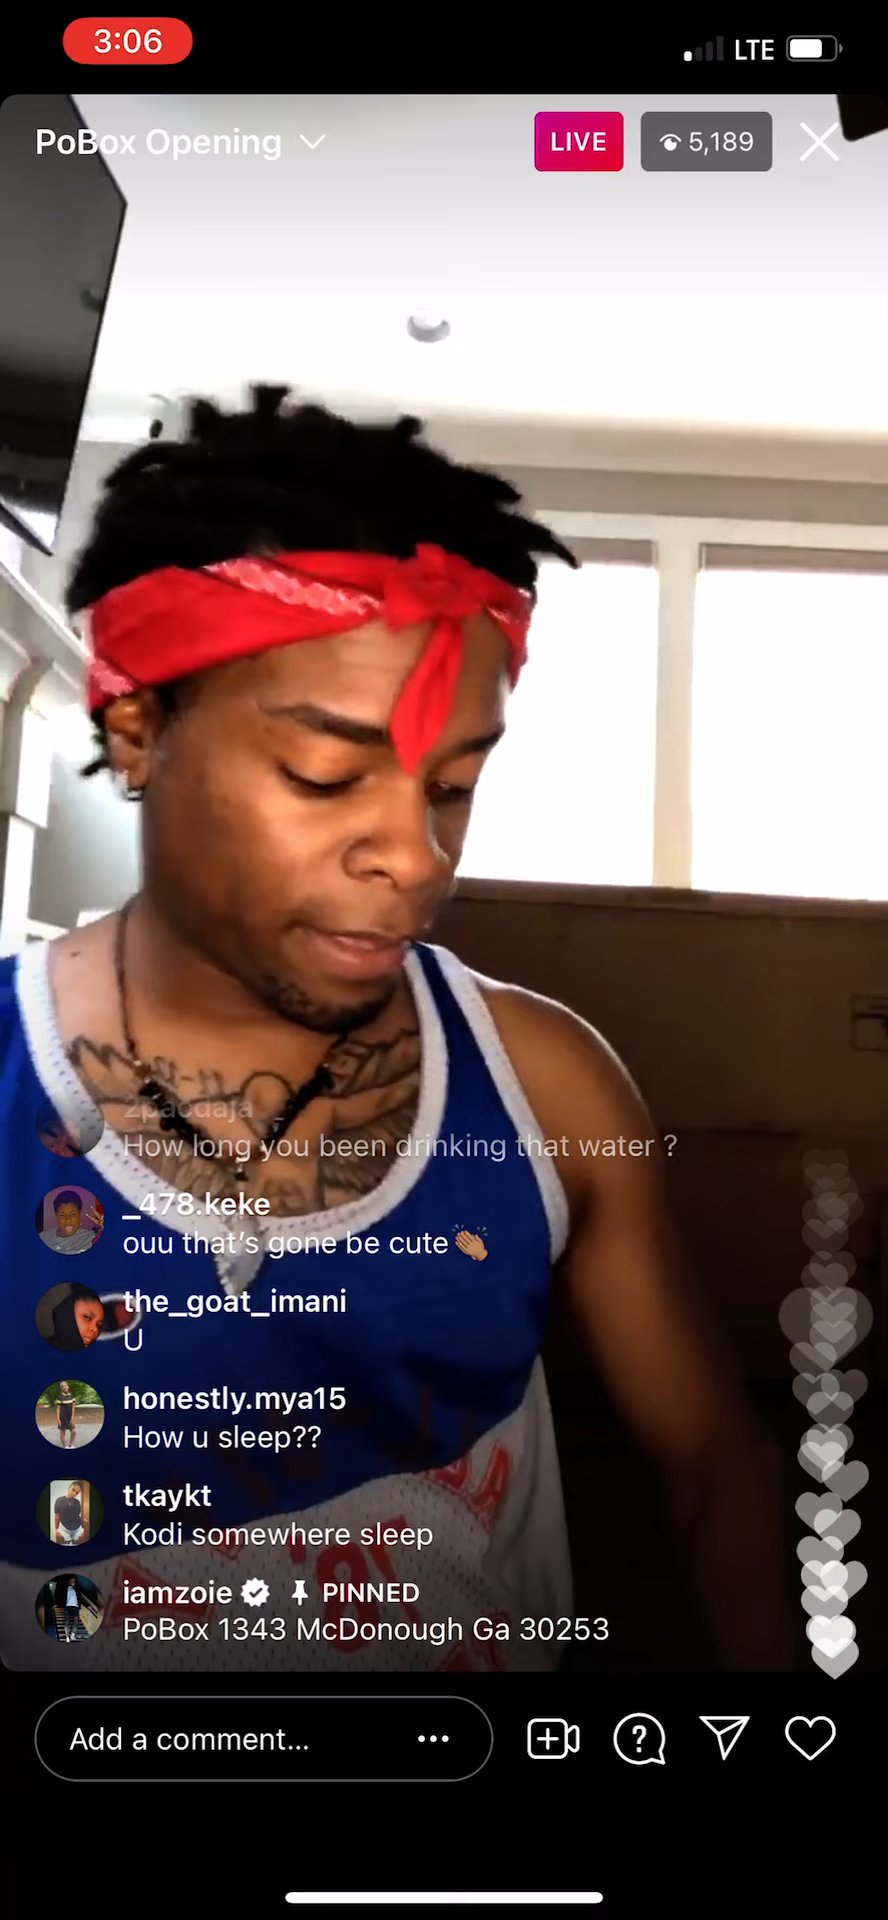 3:06
LTE
PoBox Opening
LIVE
5,189
2pacdaja
How long you been drinking that water ?
_478.keke
ouu that's gone be cute👏🏼
the_goat_imani
U
honestly.mya15
How u sleep??
tkaykt
Kodi somewhere sleep
iamzoie PINNED
PoBox 1343 McDonough Ga 30253
Add a comment...